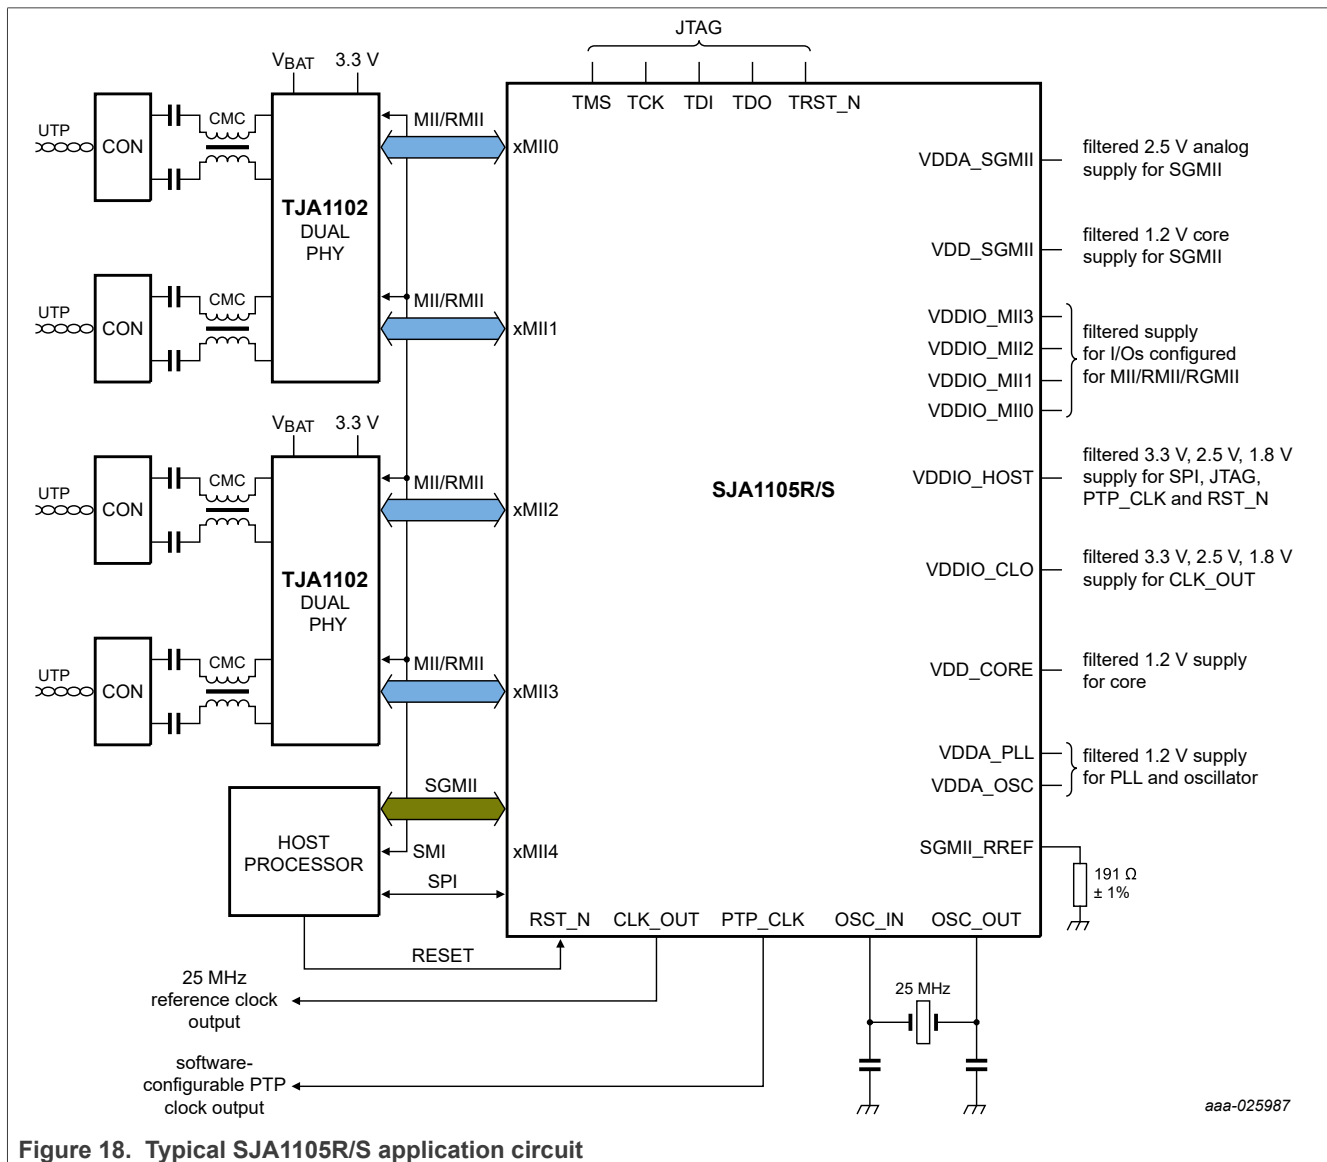 JTAG
TMS TCK TDI TDO TRST_N
VBAT 3.3 V
UTP
CON
CMC
TJA1102
DUAL
PHY
MII/RMII
xMII0
UTP
CON
CMC
MII/RMII
xMII1
VBAT 3.3 V
UTP
CON
CMC
TJA1102
DUAL
PHY
MII/RMII
xMII2
UTP
CON
CMC
MII/RMII
xMII3
SGMII
HOST
PROCESSOR
SMI
xMII4
SPI
RESET
SJA1105R/S
VDDA_SGMII
filtered 2.5 V analog
supply for SGMII
VDD_SGMII
filtered 1.2 V core
supply for SGMII
VDDIO_MII3
VDDIO_MII2
VDDIO_MII1
VDDIO_MII0
filtered supply
for I/Os configured
for MII/RMII/RGMII
VDDIO_HOST
filtered 3.3 V, 2.5 V, 1.8 V
supply for SPI, JTAG,
PTP_CLK and RST_N
VDDIO_CLO
filtered 3.3 V, 2.5 V, 1.8 V
supply for CLK_OUT
VDD_CORE
filtered 1.2 V supply
for core
VDDA_PLL
VDDA_OSC
filtered 1.2 V supply
for PLL and oscillator
SGMII_RREF
191 Ω
± 1%
RST_N CLK_OUT PTP_CLK OSC_IN OSC_OUT
25 MHz
reference clock
output
25 MHz
software-
configurable PTP
clock output
aaa-025987
Figure 18. Typical SJA1105R/S application circuit